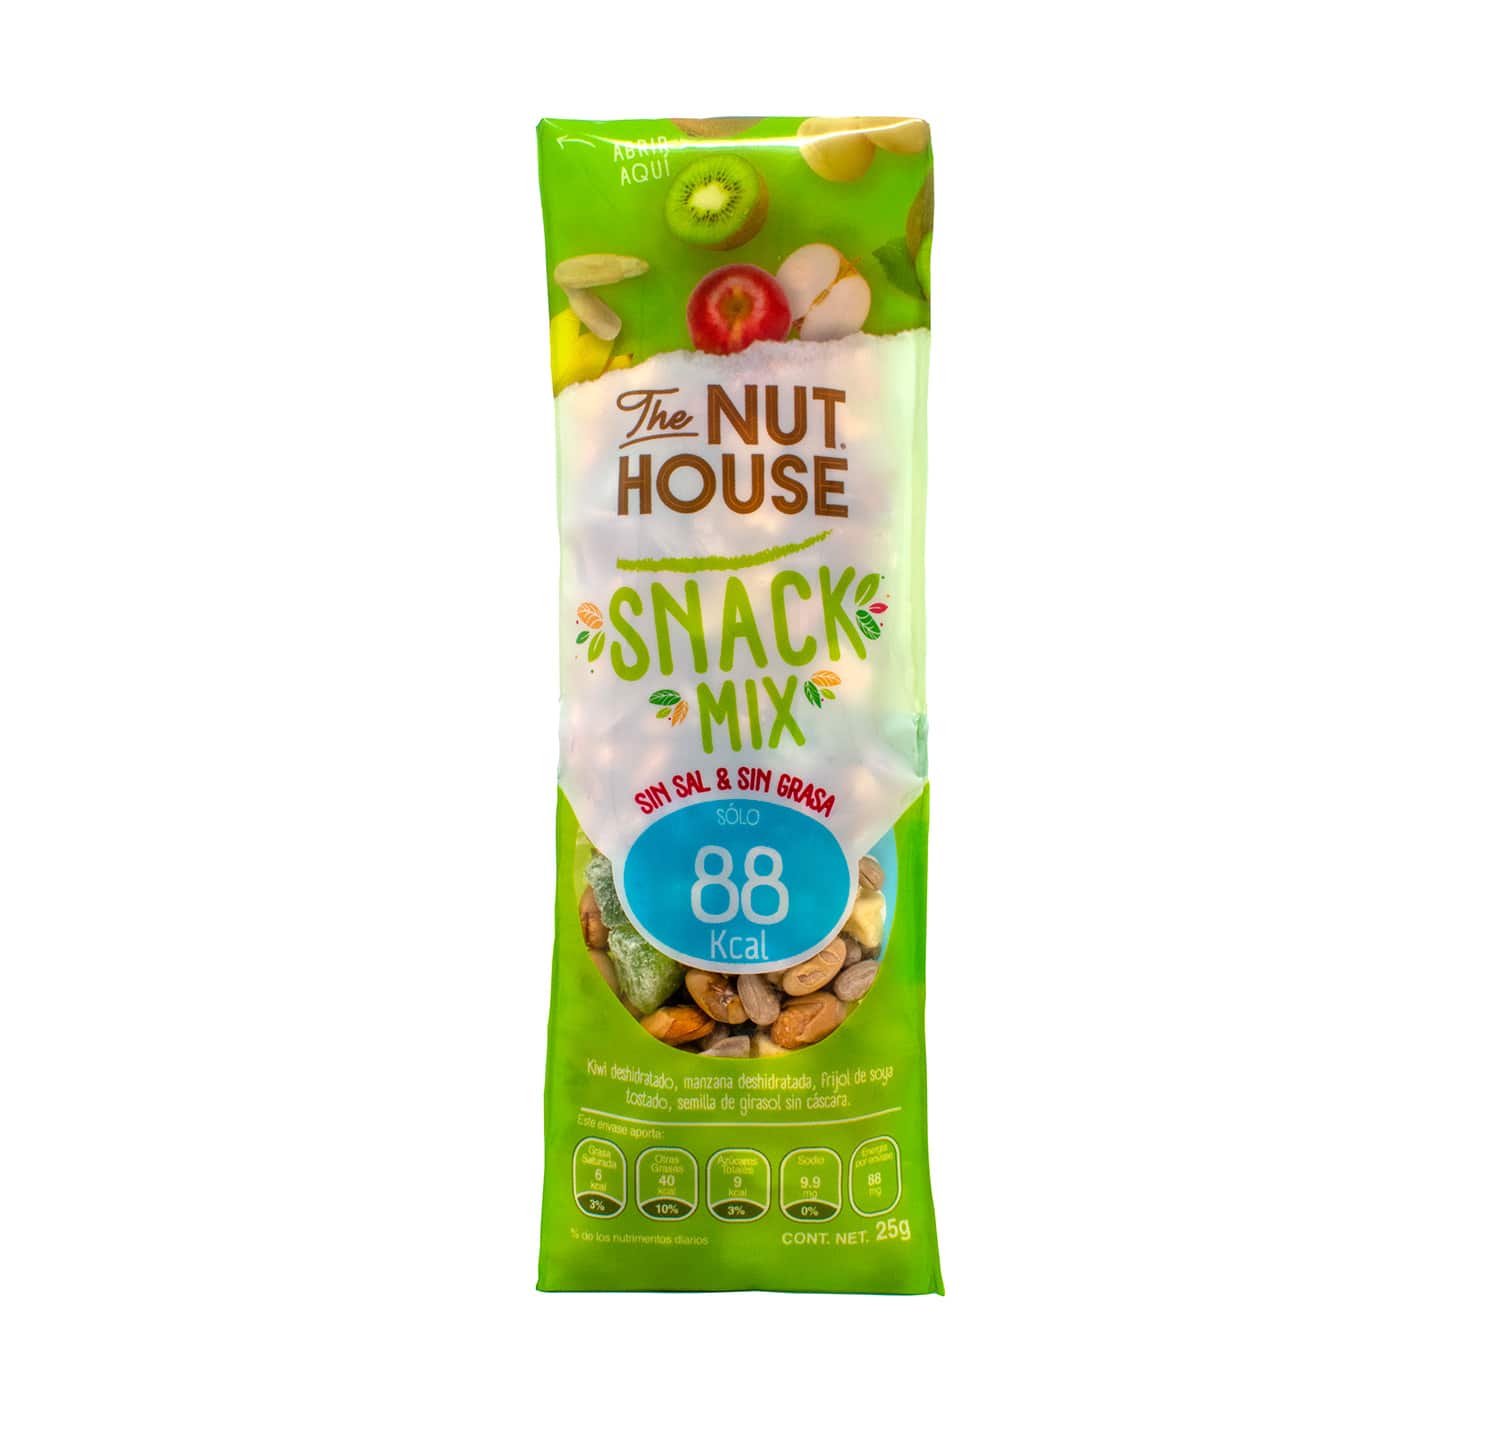 ABRIR
AQUÍ
The NUT
HOUSE
SNACK
MIX
SIN SAL & SIN GRASA
SÓLO
88
Kcal
Kiwi deshidratado, manzana deshidratada, frijol de soya
tostado, semilla de girasol sin cáscara.
Este envase aporta:
Grasa
Saturada
6
kcal
3%
Otras
Grasas
40
kcal
10%
Azúcares
Totales
9
kcal
3%
Sodio
9.9
mg
0%
Energía
por envase
88
mg
% de los nutrimentos diarios
CONT. NET. 25g